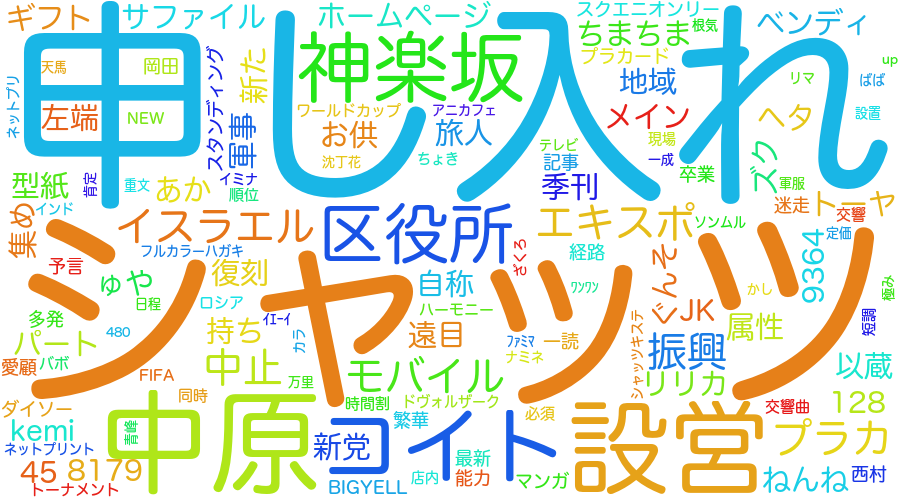 ギフト
サファイル
ホームページ
スクエニオンリー
ちまちま
根気
ベンディ
申し入れ
天馬
岡田
神楽坂
プラカード
up
ネットプリ
スタンディング
新た
地域
リマ
ばば
左端
NEW
軍事
ワールドカップ
アニカフェ
メイン
ヘタ
設置
お供
旅人
テレビ
現場
沈丁花
ちょき
記事
一成
ズク
型紙
肯定
重文
あか
イミナ
順位
季刊
卒業
軍服
集め
インド
イスラエル
区役所
エキスポ
ソンムル
迷走
トーヤ
交響
定価
フルカラーハガキ
シャッツ
予言
ゅや
復刻
自称
ざくろ
経路
ぐんそ
9364
日程
ロシア
ハーモニー
ワンワン
かし
極み
多発
480
持ち
イエーイ
カラ
遠目
ファミマ
一読
シャッツキステ
JK
属性
短調
パート
愛顧
バボ
中止
ナミネ
振興
以蔵
FIFA
同時
万里
モバイル
リリカ
ダイソー
中原
時間割
ドヴォルザーク
必須
設営
交響曲
128
kemi
青峰
新党
コイト
繁華
プラカ
ネットプリント
45
8179
最新
能力
店内
マンガ
ねんね
西村
トーナメント
BIGYELL